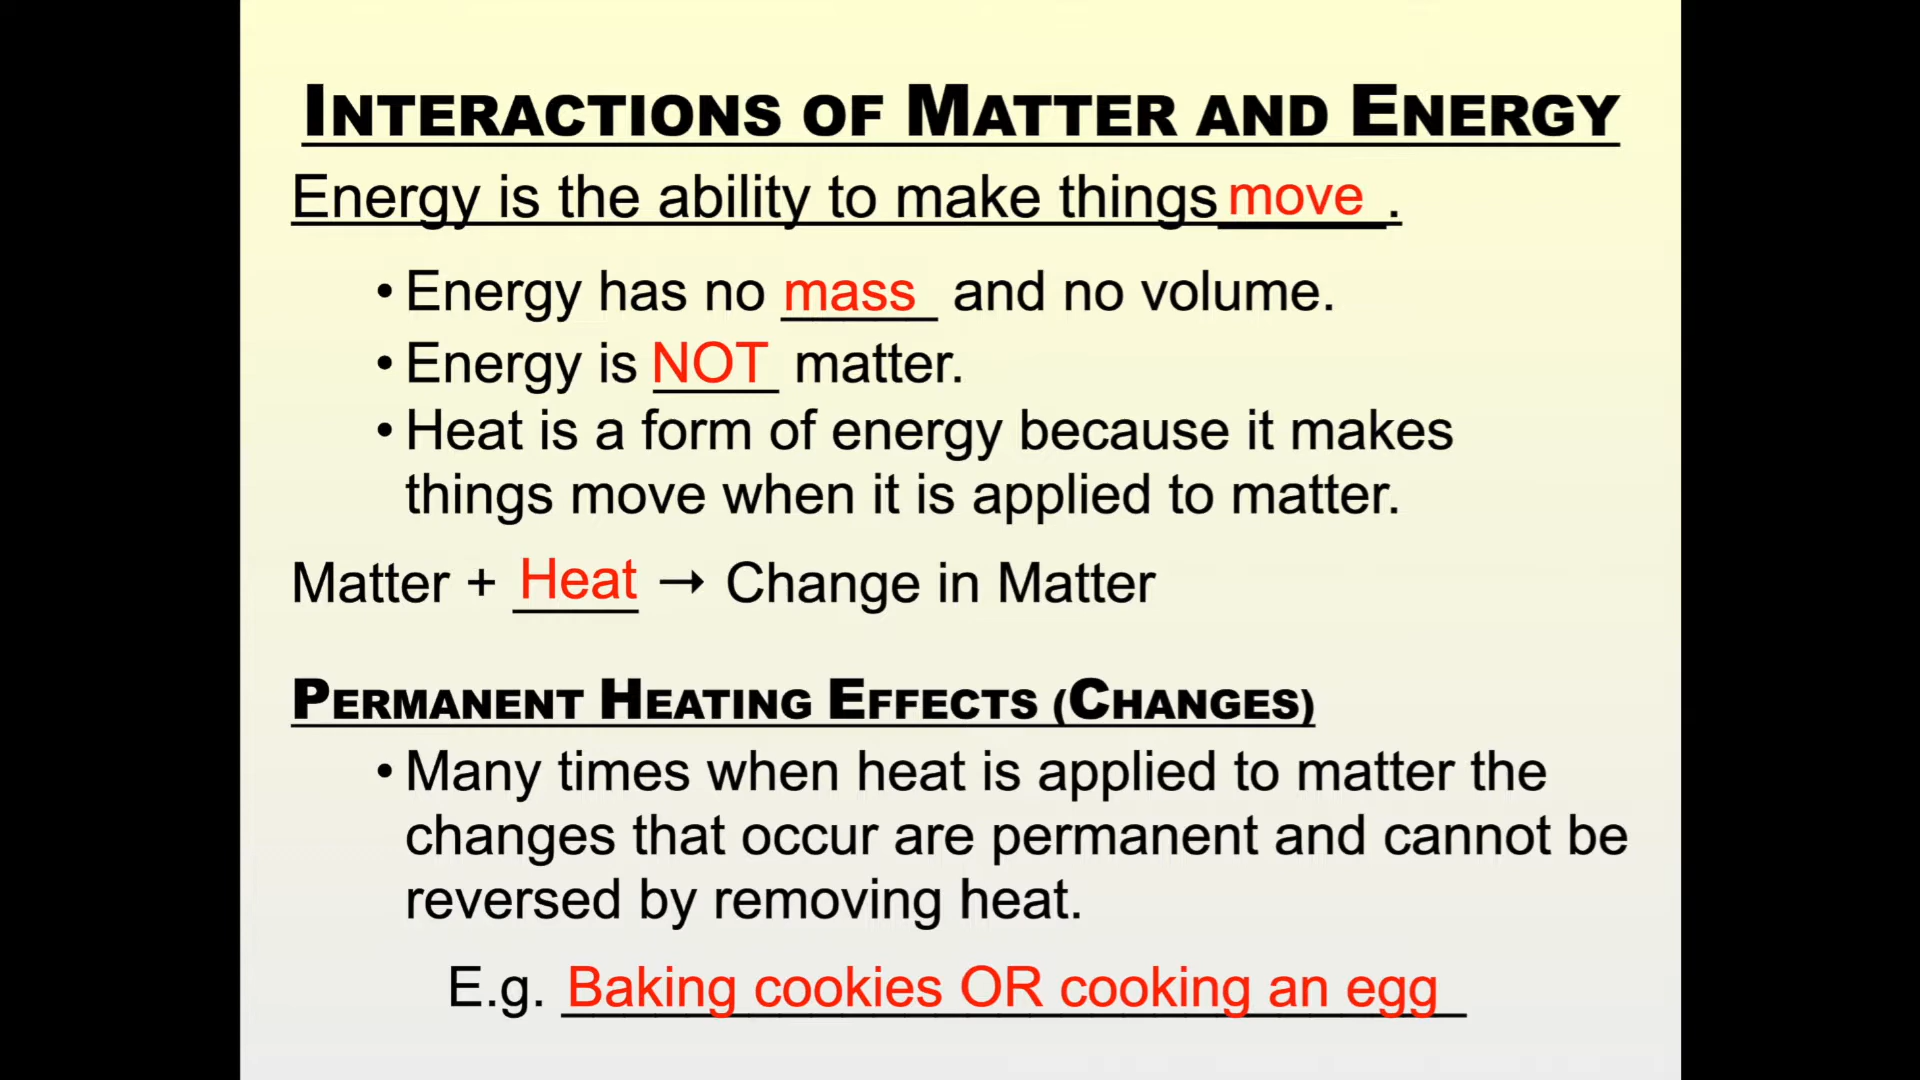 INTERACTIONS OF MATTER AND ENERGY
Energy is the ability to make things move.
• Energy has no mass and no volume.
• Energy is NOT matter.
• Heat is a form of energy because it makes
things move when it is applied to matter.
Matter + Heat → Change in Matter
PERMANENT HEATING EFFECTS (CHANGES)
• Many times when heat is applied to matter the
changes that occur are permanent and cannot be
reversed by removing heat.
E.g. Baking cookies OR cooking an egg